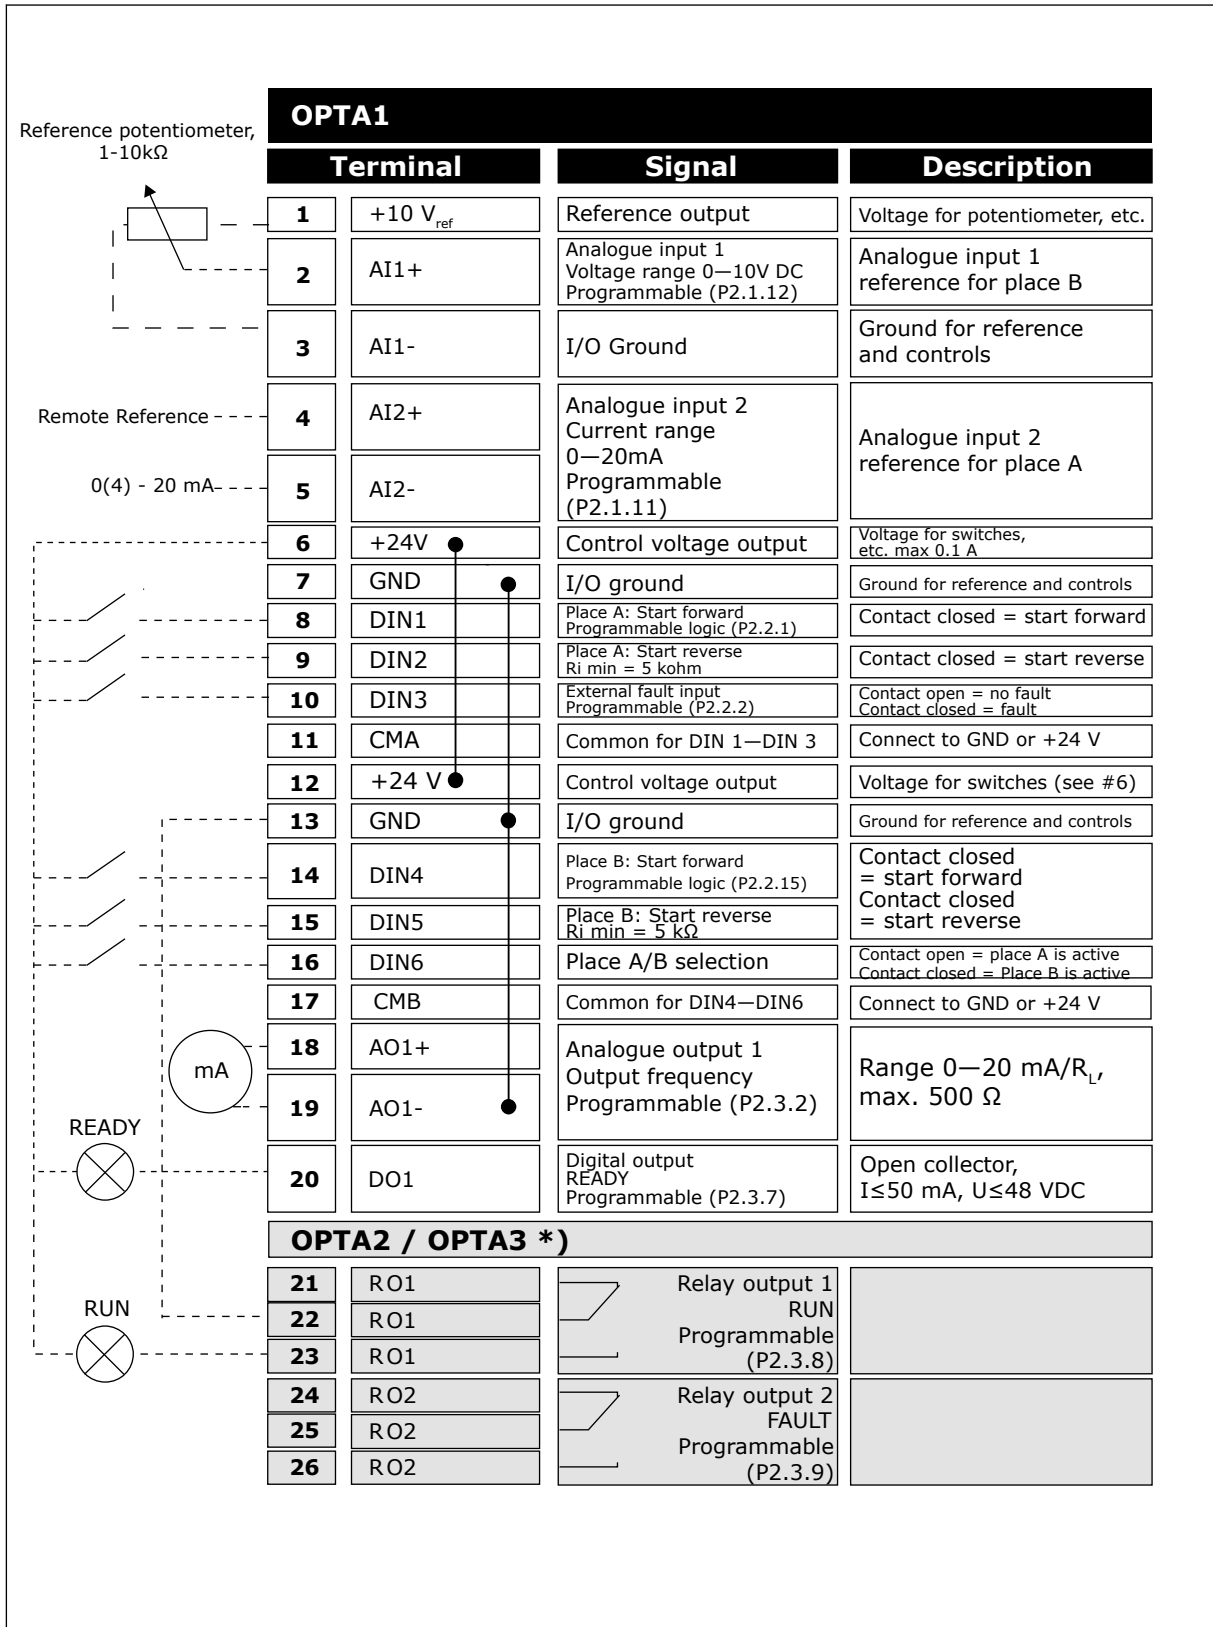 OPTA1
Reference potentiometer,
1-10kΩ
Terminal Signal Description
1 +10 Vref Reference output Voltage for potentiometer, etc.
2 AI1+ Analogue input 1
Voltage range 0—10V DC
Programmable (P2.1.12)
Analogue input 1
reference for place B
3 AI1- I/O Ground Ground for reference
and controls
Remote Reference 4 AI2+
0(4) - 20 mA 5 AI2-
Analogue input 2
Current range
0—20mA
Programmable
(P2.1.11)
Analogue input 2
reference for place A
6 +24V Control voltage output Voltage for switches,
etc. max 0.1 A
7 GND I/O ground Ground for reference and controls
8 DIN1 Place A: Start forward
Programmable logic (P2.2.1)
Contact closed = start forward
9 DIN2 Place A: Start reverse
Ri min = 5 kohm
Contact closed = start reverse
10 DIN3 External fault input
Programmable (P2.2.2)
Contact open = no fault
Contact closed = fault
11 CMA Common for DIN 1—DIN 3 Connect to GND or +24 V
12 +24 V Control voltage output Voltage for switches (see #6)
13 GND I/O ground Ground for reference and controls
14 DIN4 Place B: Start forward
Programmable logic (P2.2.15)
15 DIN5 Place B: Start reverse
Ri min = 5 kΩ
Contact closed
= start forward
Contact closed
= start reverse
16 DIN6 Place A/B selection Contact open = place A is active
Contact closed = Place B is active
17 CMB Common for DIN4—DIN6 Connect to GND or +24 V
mA
18 AO1+
19 AO1-
Analogue output 1
Output frequency
Programmable (P2.3.2)
Range 0—20 mA/RL,
max. 500 Ω
READY
20 DO1 Digital output
READY
Programmable (P2.3.7)
Open collector,
I≤50 mA, U≤48 VDC
OPTA2 / OPTA3 *)
RUN
21 RO1
22 RO1
23 RO1
Relay output 1
RUN
Programmable
(P2.3.8)
24 RO2
25 RO2
26 RO2
Relay output 2
FAULT
Programmable
(P2.3.9)